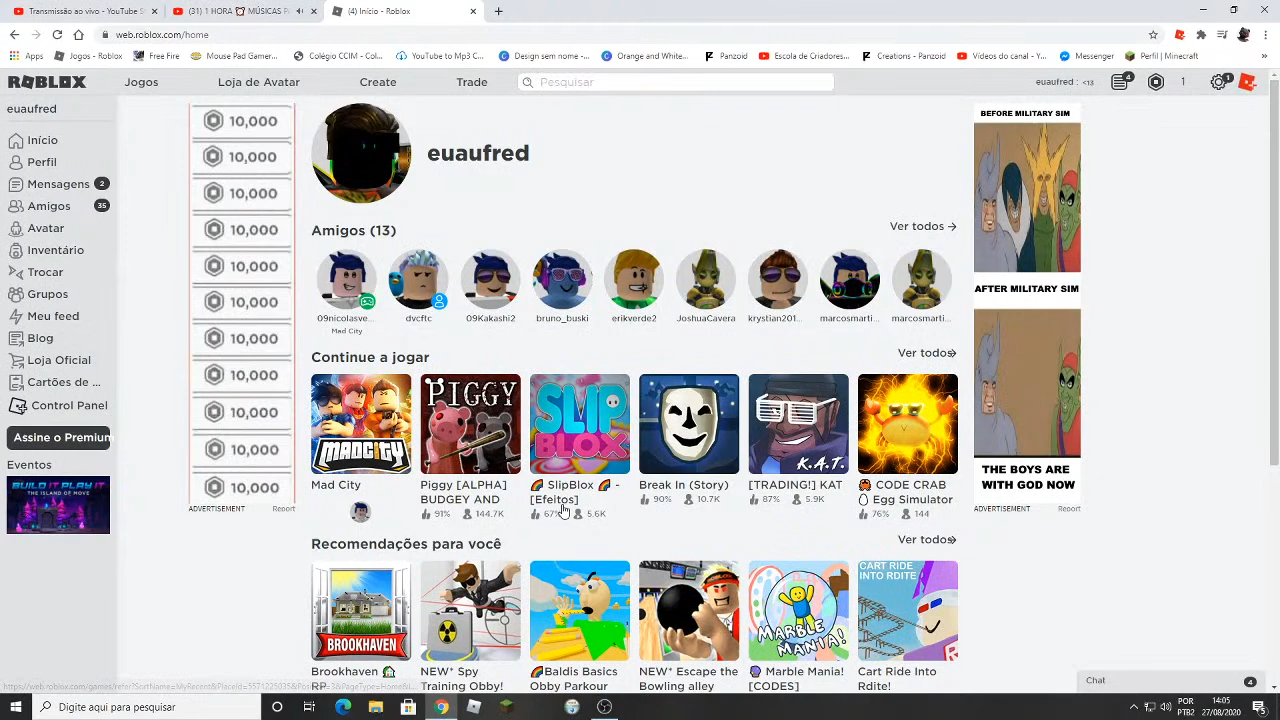 Transmissão ao vivo - YouTube S
(31) 1 HORA ⏰ MÚSICAS P
(4) Início - Roblox
web.roblox.com/home
Apps
Jogos - Roblox
Free Fire
Mouse Pad Gamer...
Colégio CCIM -...
YouTube to Mp3 C...
Design sem nome -...
Orange and White...
Panzoid
Escola de Criadores...
Creations - Panzoid
Vídeos do canal - Y...
Messenger
Perfil | Minecraft
ROBLOX
Jogos
Loja de Avatar
Create
Trade
Pesquisar
euaufred : <13
4
1
1
euaufred
Início
Perfil
Mensagens 2
Amigos 35
Avatar
Inventário
Trocar
Grupos
Meu feed
Blog
Loja Oficial
Cartões de ...
Control Panel
Assine o Premium
Eventos
BUILD IT PLAY IT
THE ISLAND OF MOVE
10,000
10,000
10,000
10,000
10,000
10,000
10,000
10,000
10,000
10,000
10,000
ADVERTISEMENT Report
euaufred
Amigos (13)
Ver todos →
09nicolasve...
Mad City
dvcftc
09Kakashi2
bruno_buski
erikverde2
JoshuaCavera
krystian201...
marcosmarti...
marcosmarti...
Continue a jogar
Ver todos→
MADCITY
PIGGY
SLIP BLOX
K.A.T.
Mad City
Piggy [ALPHA] BUDGEY AND
91% 144.7K
🌈 SlipBlox 🌈 - [Efeitos]
67% 5.6K
Break In (Story)
90% 10.7K
[TRADING!] KAT
87% 5.9K
🦀 CODE CRAB 🥚 Egg Simulator
76% 144
Recomendações para você
Ver todos→
BROOKHAVEN
MARBLE MANIA!
CART RIDE INTO RDITE
Brookhaven 🏡 RP
NEW* Spy Training Obby!
🌈Baldis Basics Obby Parkour
NEW* Escape the Bowling alley
🔮 Marble Mania! [CODES]
Cart Ride Into Rdite!
BEFORE MILITARY SIM
AFTER MILITARY SIM
THE BOYS ARE WITH GOD NOW
ADVERTISEMENT Report
Chat 4
Digite aqui para pesquisar
POR
PTB2
14:05
27/08/2020